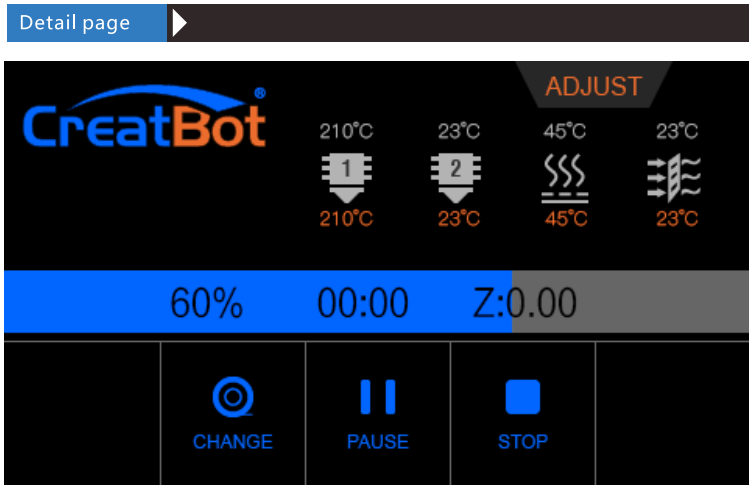 Detail page
CreatBot®
ADJUST
210°C 23°C 45°C 23°C
1 2
210°C 23°C 45°C 23°C
60% 00:00 Z:0.00
CHANGE PAUSE STOP